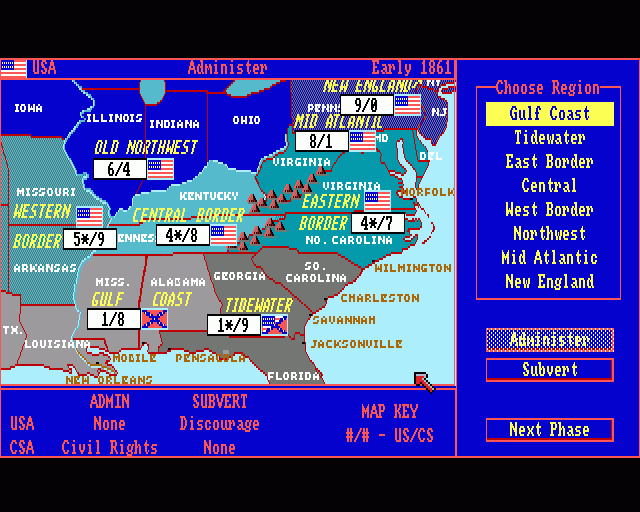 USA Administer Early 1861
NEW ENGLAND
IOWA
ILLINOIS
INDIANA
OHIO
PENN
9/0
NJ
MID ATLANTIC
MD
8/1
OLD NORTHWEST
6/4
VIRGINIA
DEL
MISSOURI
KENTUCKY
VIRGINIA
NORFOLK
WESTERN
CENTRAL BORDER
EASTERN
BORDER 5*/9
TENNES
4*/8
BORDER 4*/7
NO. CAROLINA
ARKANSAS
MISS.
ALABAMA
GEORGIA
SO.
CAROLINA
WILMINGTON
GULF COAST
TIDEWATER
CHARLESTON
1/8
1*/9
SAVANNAM
TX.
LOUISIANA
JACKSONVILLE
MOBILE
PENSACOLA
NEW ORLEANS
FLORIDA
Choose Region
Gulf Coast
Tidewater
East Border
Central
West Border
Northwest
Mid Atlantic
New England
Administer
Subvert
Next Phase
ADMIN SUBVERT
USA None Discourage
CSA Civil Rights None
MAP KEY
#/# - US/CS